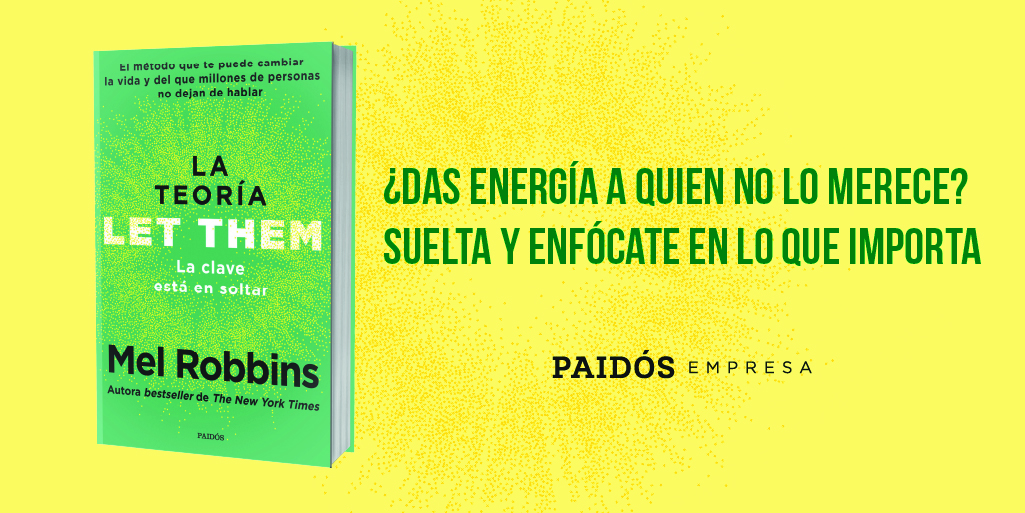 El método que te puede cambiar
la vida y del que millones de personas
no dejan de hablar
LA
TEORÍA
LET THEM
La clave
está en soltar
Mel Robbins
Autora bestseller de The New York Times
PAIDÓS
¿DAS ENERGÍA A QUIEN NO LO MERECE?
SUELTA Y ENFÓCATE EN LO QUE IMPORTA
PAIDÓS EMPRESA